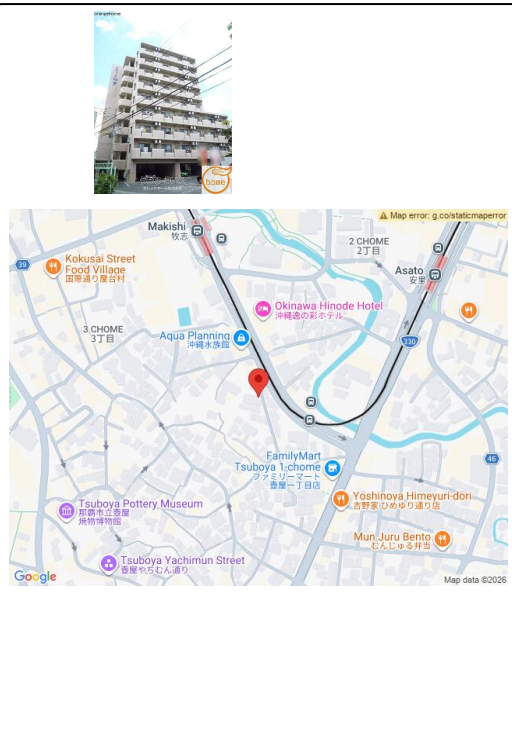 home
⚠ Map error: g.co/staticmaperror
Makishi
牧志
2 CHOME
2丁目
Asato
安里
39
Kokusai Street
Food Village
国際通り屋台村
Okinawa Hinode Hotel
沖縄逸の彩ホテル
3 CHOME
3丁目
Aqua Planning
沖縄水族館
330
FamilyMart
Tsuboya 1-chome
ファミリーマート
壺屋一丁目店
46
Yoshinoya Himeyuri-dori
吉野家 ひめゆり通り店
Tsuboya Pottery Museum
那覇市立壺屋
焼物博物館
Mun Juru Bento
むんじゅる弁当
Tsuboya Yachimun Street
壺屋やちむん通り
Google
Map data ©2026